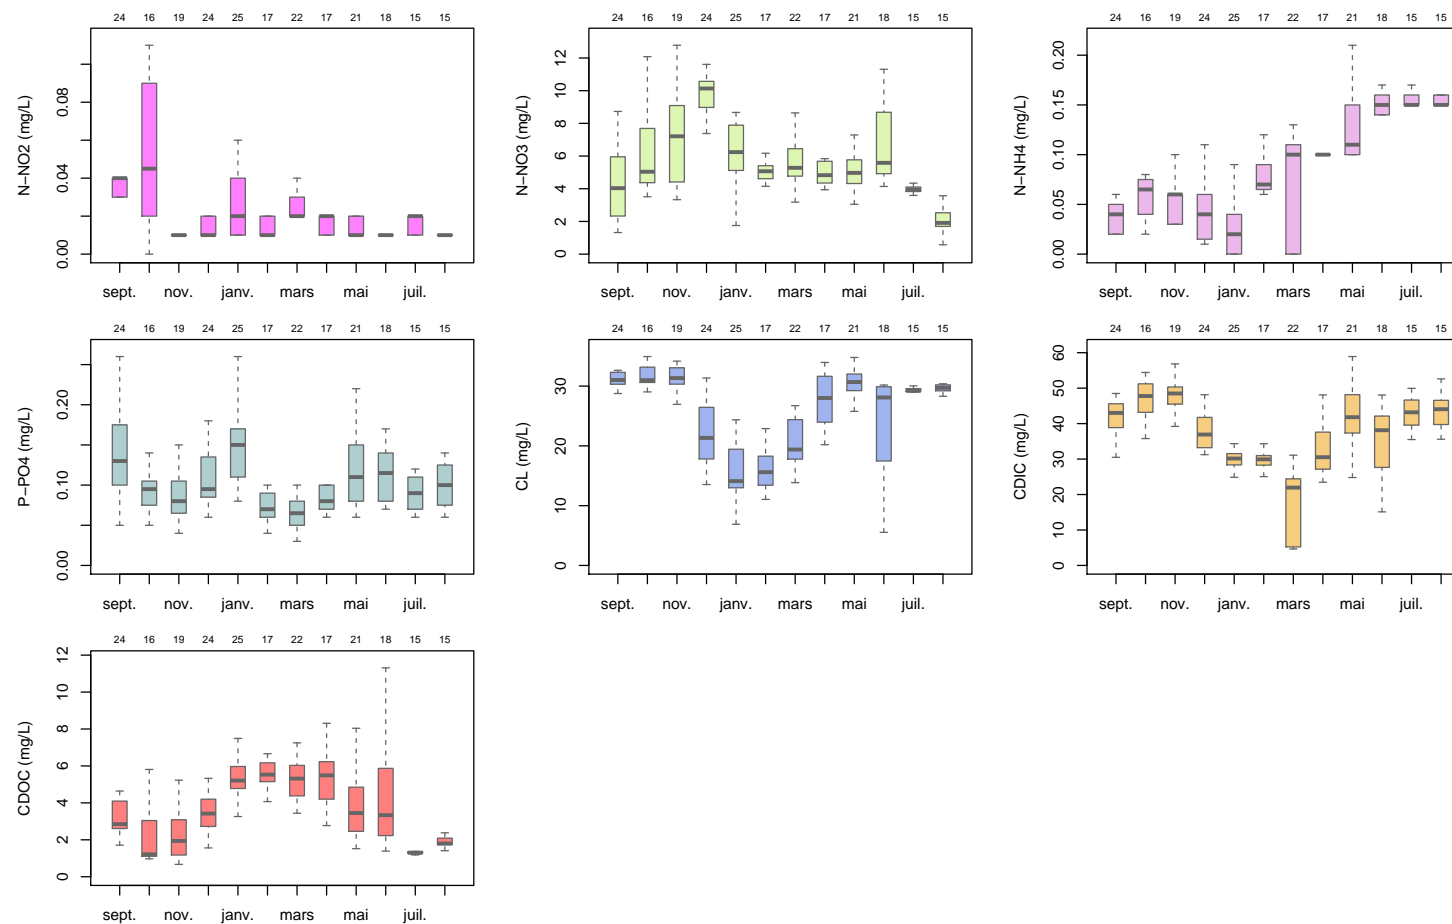 24 16 19 24 25 17 22 17 21 18 15 15
N−NO2 (mg/L)
0.00 0.04 0.08
sept. nov. janv. mars mai juil.
24 16 19 24 25 17 22 17 21 18 15 15
N−NO3 (mg/L)
0 2 4 6 8 10 12
sept. nov. janv. mars mai juil.
24 16 19 24 25 17 22 17 21 18 15 15
N−NH4 (mg/L)
0.00 0.05 0.10 0.15 0.20
sept. nov. janv. mars mai juil.
24 16 19 24 25 17 22 17 21 18 15 15
P−PO4 (mg/L)
0.00 0.10 0.20
sept. nov. janv. mars mai juil.
24 16 19 24 25 17 22 17 21 18 15 15
CL (mg/L)
0 10 20 30
sept. nov. janv. mars mai juil.
24 16 19 24 25 17 22 17 21 18 15 15
CDIC (mg/L)
0 10 20 30 40 50 60
sept. nov. janv. mars mai juil.
24 16 19 24 25 17 22 17 21 18 15 15
CDOC (mg/L)
0 2 4 6 8 10 12
sept. nov. janv. mars mai juil.